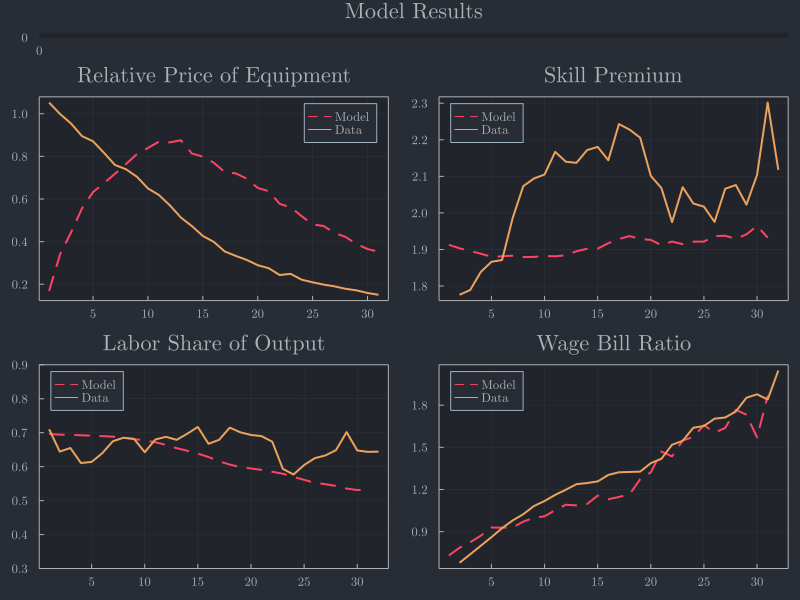 Model Results
0
0
Relative Price of Equipment
Model
Data
1.0
0.8
0.6
0.4
0.2
5 10 15 20 25 30
Skill Premium
Model
Data
2.3
2.2
2.1
2.0
1.9
1.8
5 10 15 20 25 30
Labor Share of Output
Model
Data
0.9
0.8
0.7
0.6
0.5
0.4
0.3
5 10 15 20 25 30
Wage Bill Ratio
Model
Data
1.8
1.5
1.2
0.9
5 10 15 20 25 30